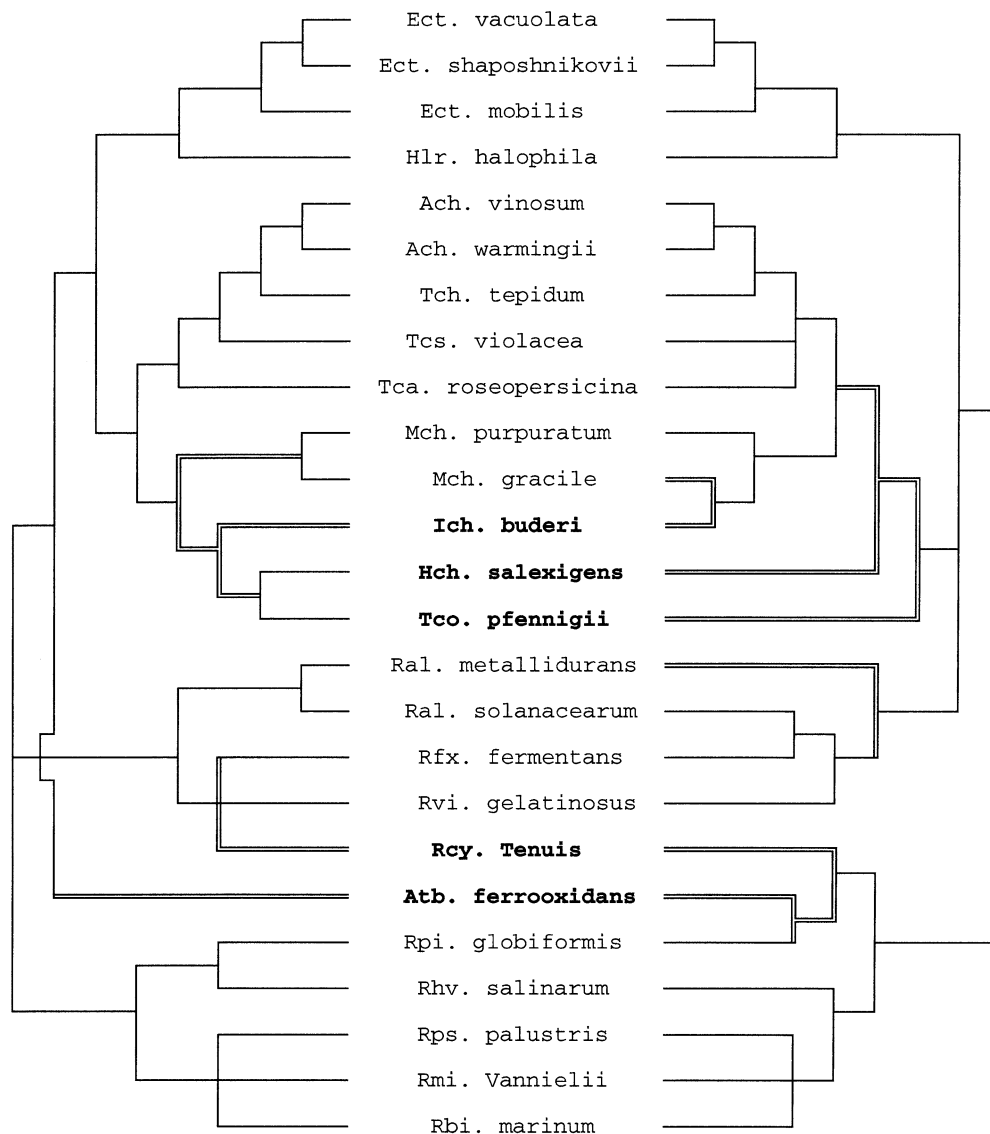 Ect. vacuolata
Ect. shaposhnikovii
Ect. mobilis
Hlr. halophila
Ach. vinosum
Ach. warmingii
Tch. tepidum
Tcs. violacea
Tca. roseopersicina
Mch. purpuratum
Mch. gracile
Ich. buderi
Hch. salexigens
Tco. pfennigii
Ral. metallidurans
Ral. solanacearum
Rfx. fermentans
Rvi. gelatinosus
Rcy. Tenuis
Atb. ferrooxidans
Rpi. globiformis
Rhv. salinarum
Rps. palustris
Rmi. Vannielii
Rbi. marinum